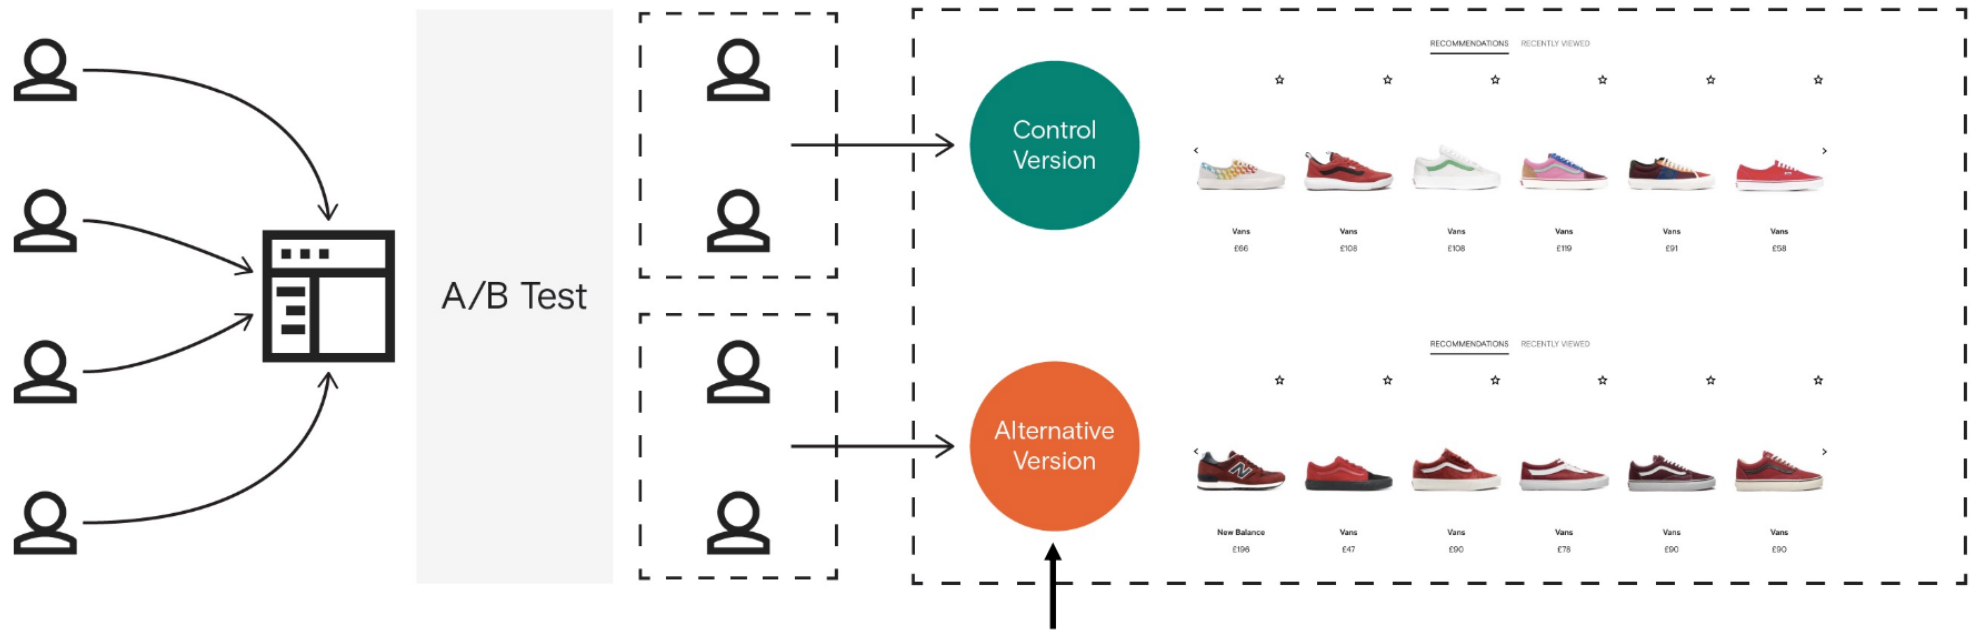 A/B Test
Control
Version
RECOMMENDATIONS RECENTLY VIEWED
Vans Vans Vans Vans Vans Vans
£66 £108 £108 £119 £91 £58
Alternative
Version
RECOMMENDATIONS RECENTLY VIEWED
N
New Balance Vans Vans Vans Vans Vans
£196 £47 £90 £78 £90 £90